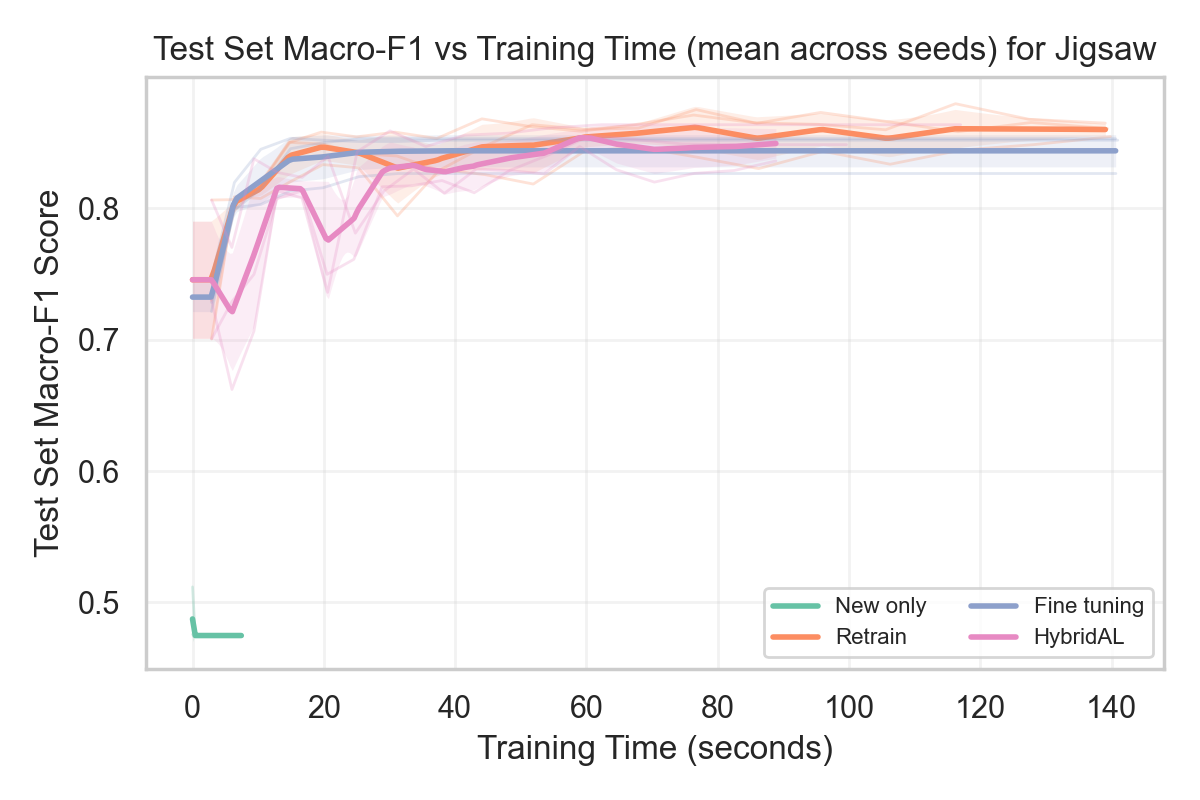 Test Set Macro-F1 vs Training Time (mean across seeds) for Jigsaw
Test Set Macro-F1 Score
0.8
0.7
0.6
0.5
New only
Fine tuning
Retrain
HybridAL
0 20 40 60 80 100 120 140
Training Time (seconds)